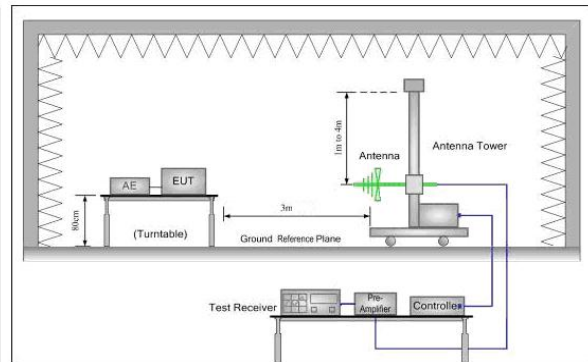 1m to 4m
Antenna Tower
Antenna
AE
EUT
3m
80cm
(Turntable)
Ground Reference Plane
Test Receiver
Pre-
Amplifier
Controller